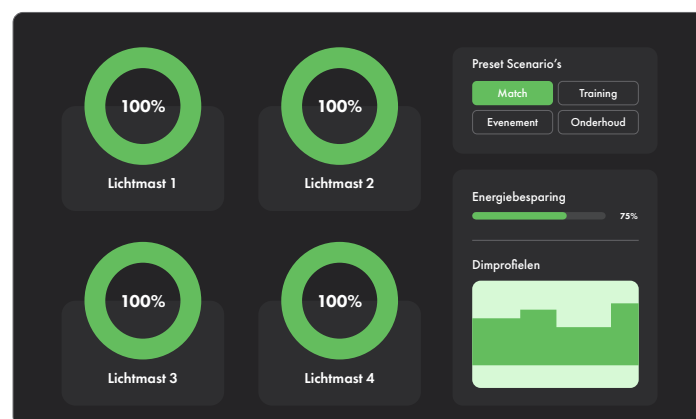 100%
Lichtmast 1
100%
Lichtmast 2
100%
Lichtmast 3
100%
Lichtmast 4
Preset Scenario's
Match
Training
Evenement
Onderhoud
Energiebesparing
75%
Dimprofielen